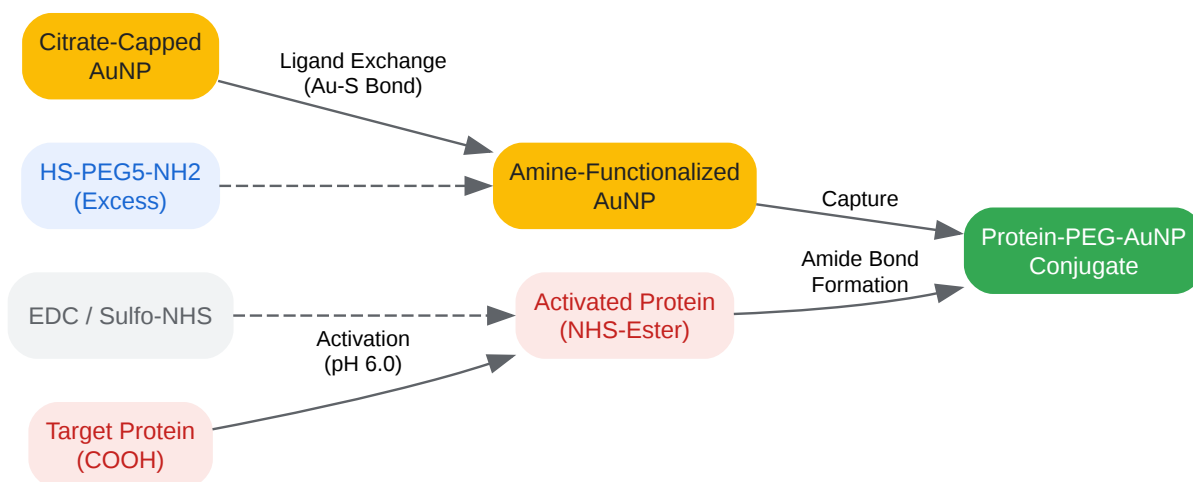 Citrate-Capped
AuNP
Ligand Exchange
(Au-S Bond)
HS-PEG5-NH2
(Excess)
Amine-Functionalized
AuNP
Capture
Protein-PEG-AuNP
Conjugate
Amide Bond
Formation
EDC / Sulfo-NHS
Activation
(pH 6.0)
Activated Protein
(NHS-Ester)
Target Protein
(COOH)